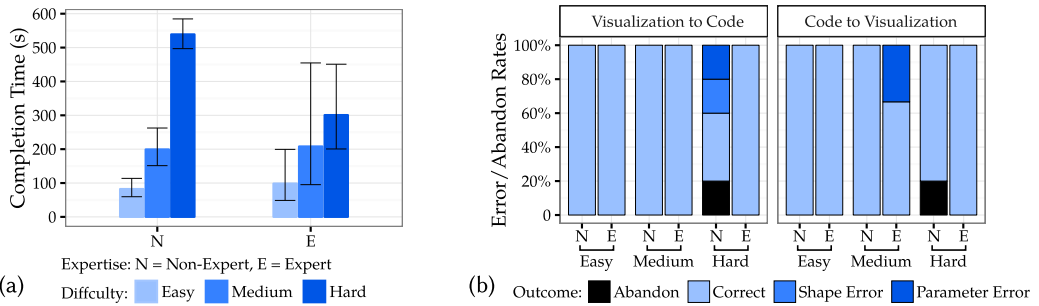 Completion Time (s)
600
500
400
300
200
100
0
N
E
Expertise: N = Non-Expert, E = Expert
(a)
Diffculty:
Easy
Medium
Hard
Error/Abandon Rates
Visualization to Code
Code to Visualization
100%
80%
60%
40%
20%
0
N E N E N E
N E N E N E
Easy Medium Hard
Easy Medium Hard
(b)
Outcome:
Abandon
Correct
Shape Error
Parameter Error